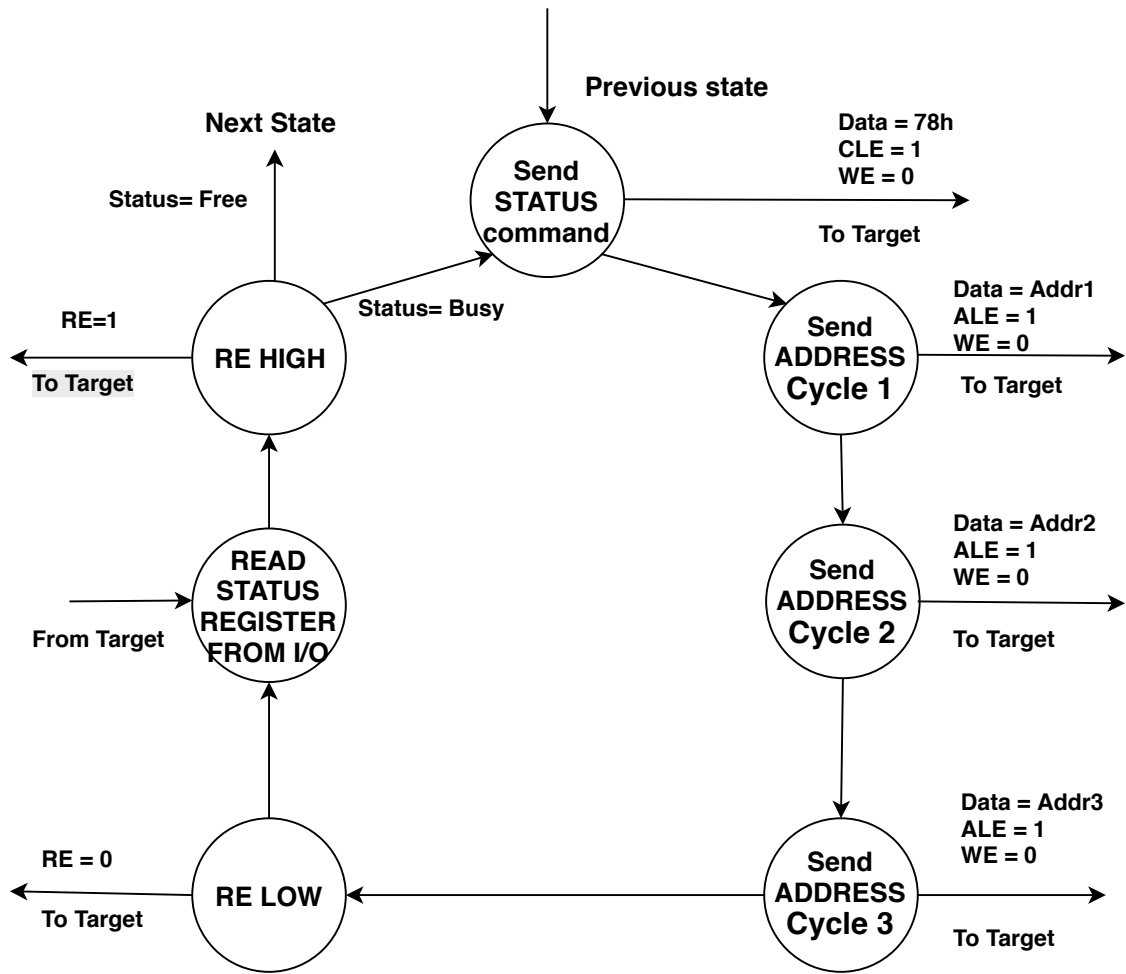 Previous state
Next State
Data = 78h
CLE = 1
WE = 0
Send
STATUS
command
Status= Free
To Target
Status= Busy
Data = Addr1
ALE = 1
WE = 0
RE=1
RE HIGH
To Target
Send
ADDRESS
Cycle 1
To Target
Data = Addr2
ALE = 1
WE = 0
READ
STATUS
REGISTER
FROM I/O
From Target
Send
ADDRESS
Cycle 2
To Target
Data = Addr3
ALE = 1
WE = 0
RE = 0
RE LOW
To Target
Send
ADDRESS
Cycle 3
To Target